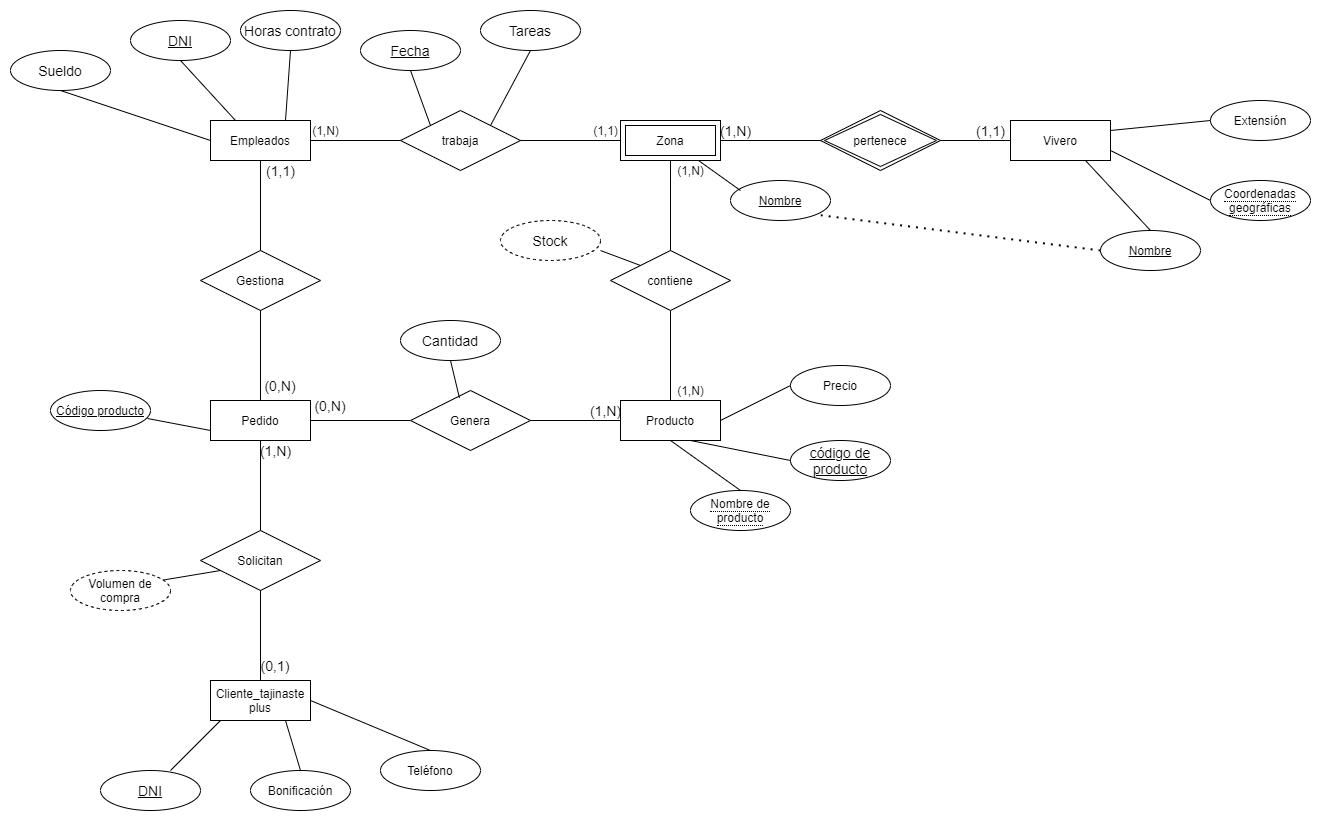 Horas contrato
Tareas
DNI
Fecha
Sueldo
Extensión
(1,N)
(1,1)
(1,N)
(1,1)
Empleados
trabaja
Zona
pertenece
Vivero
(1,1)
(1,N)
Nombre
Coordenadas
geográficas
Stock
Nombre
Gestiona
contiene
Cantidad
(0,N)
(1,N)
Precio
Código producto
(0,N)
(1,N)
Pedido
Genera
Producto
(1,N)
código de
producto
Nombre de
producto
Solicitan
Volumen de
compra
(0,1)
Cliente_tajinaste
plus
Teléfono
DNI
Bonificación